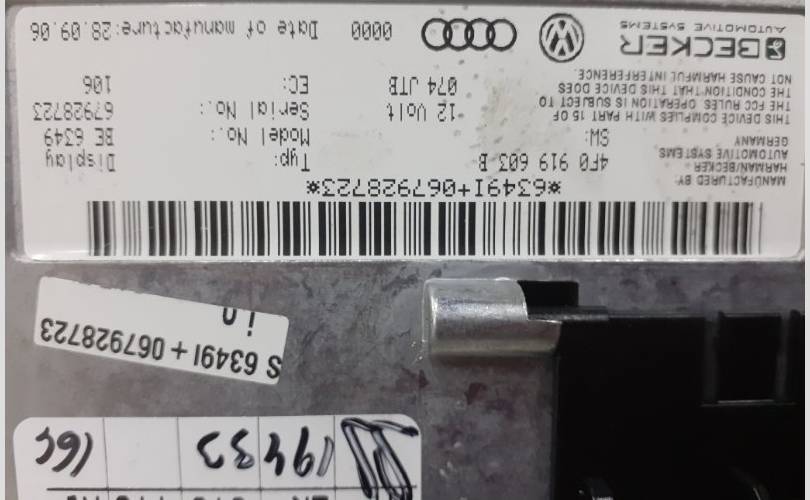 BECKER
AUTOMOTIVE SYSTEMS
0000
Date of manufacture: 28.09.06
THIS DEVICE COMPLIES WITH PART 15 OF
THE FCC RULES. OPERATION IS SUBJECT TO
THE CONDITION THAT THIS DEVICE DOES
NOT CAUSE HARMFUL INTERFERENCE.
12 Volt
074 JTB
Serial No.: 67928723
EC: 106
MANUFACTURED BY:
HARMAN/BECKER
AUTOMOTIVE SYSTEMS
GERMANY
4F0 919 603 B
SW:
Typ: Display
Model No.: BE 6349
*6349I+067928723*
S 6349I + 067928723
i n
19433